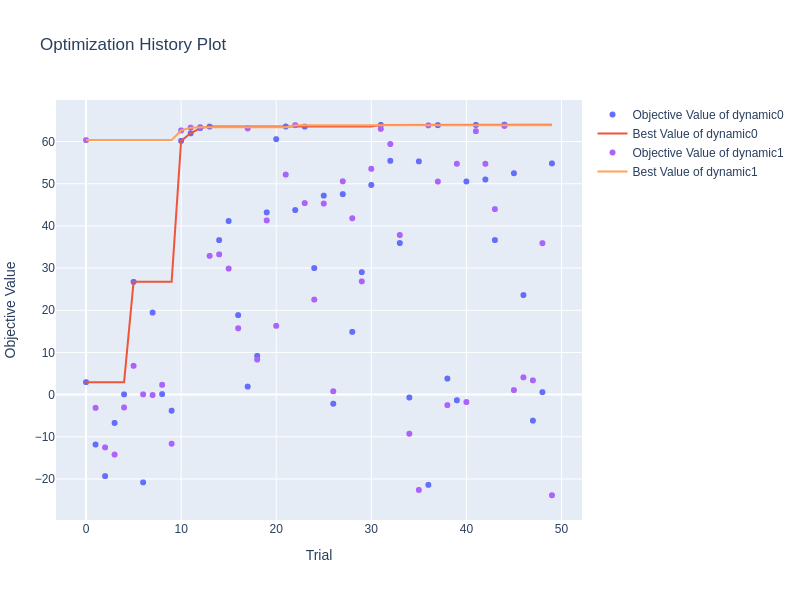 Optimization History Plot
Objective Value of dynamic0
Best Value of dynamic0
Objective Value of dynamic1
Best Value of dynamic1
60
50
40
30
20
10
0
−10
−20
Objective Value
0 10 20 30 40 50
Trial